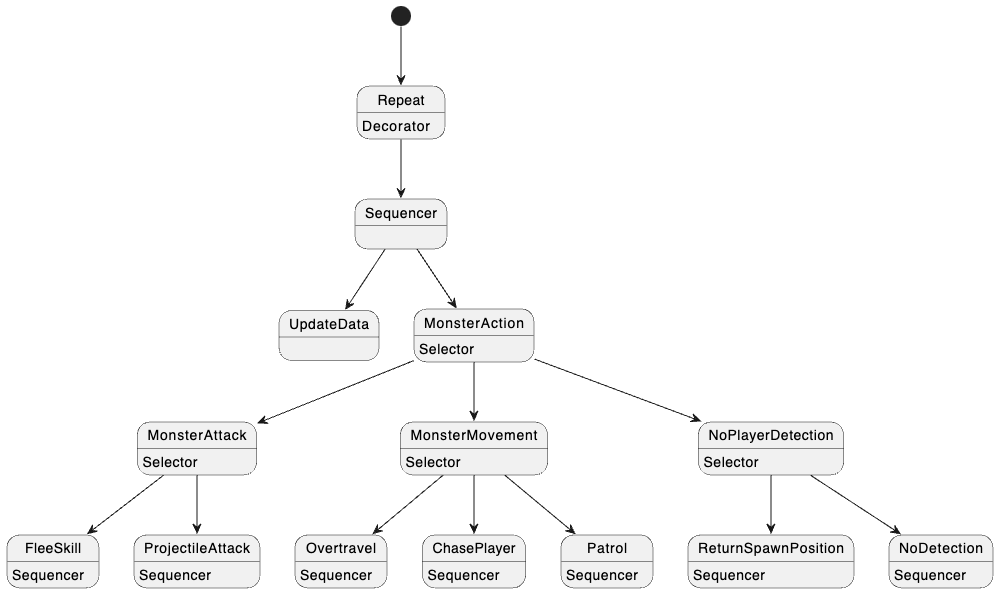 Repeat
Decorator
Sequencer
UpdateData
MonsterAction
Selector
MonsterAttack
Selector
MonsterMovement
Selector
NoPlayerDetection
Selector
FleeSkill
Sequencer
ProjectileAttack
Sequencer
Overtravel
Sequencer
ChasePlayer
Sequencer
Patrol
Sequencer
ReturnSpawnPosition
Sequencer
NoDetection
Sequencer